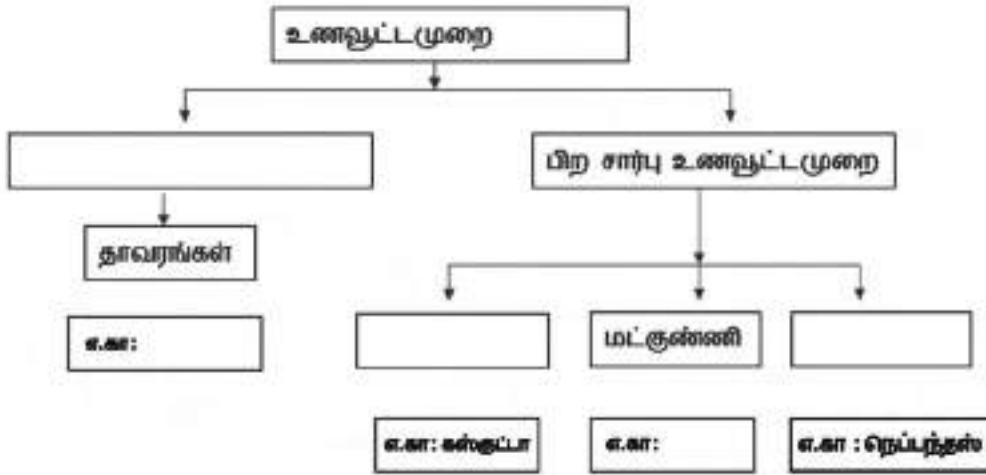 உணவூட்டமுறை
பிற சார்பு உணவூட்டமுறை
தாவரங்கள்
எ.கா:
மட்குண்ணி
எ.கா: கஸ்குட்டா
எ.கா:
எ.கா : நெப்பந்தஸ்